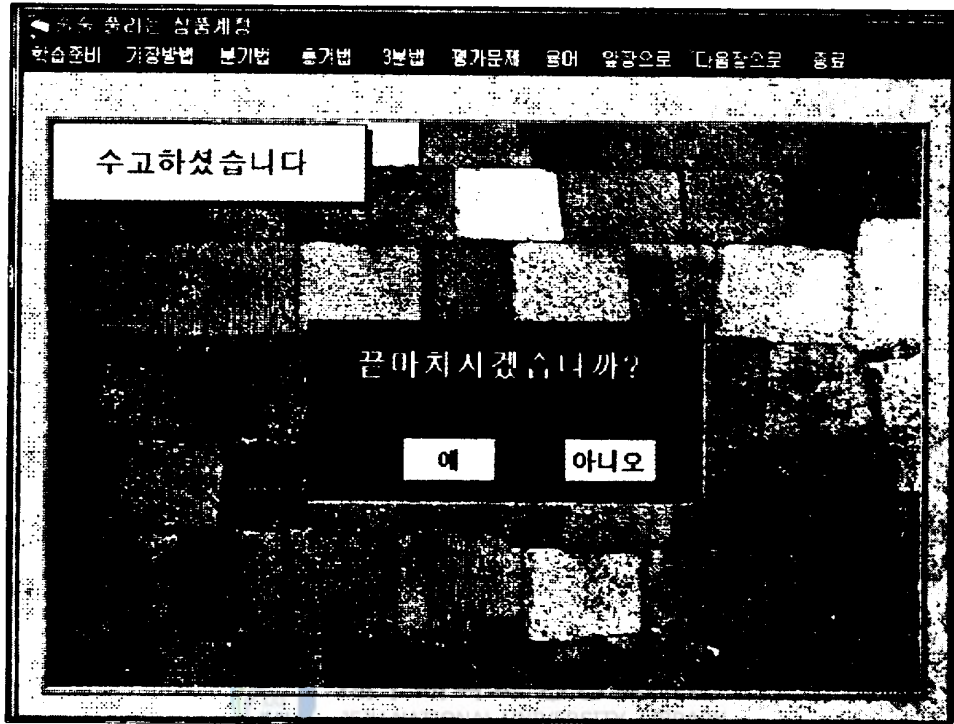 술술 풀리는 상품계정
학습준비 기장방법 분기법 총기법 3분법 평가문제 용어 앞장으로 다음장으로 종료
수고하셨습니다
끝마치시겠습니까?
예 아니오